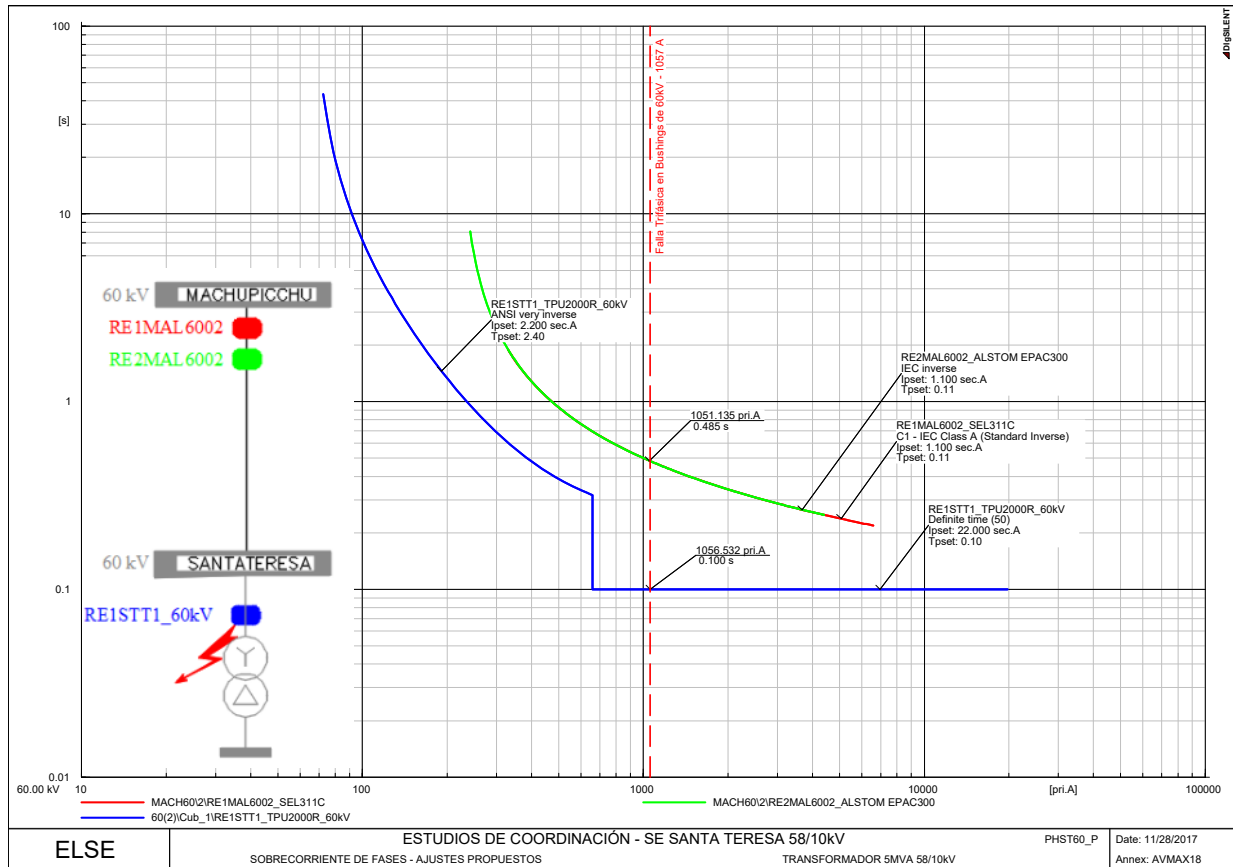 DIgSILENT
100
[s]
10
1
0.1
0.01
10
100
1000
10000
100000
[pri.A]
60.00 kV
Falla Trifásica en Bushings de 60kV - 1057 A
RE1STT1_TPU2000R_60kV
ANSI very inverse
Ipset: 2.200 sec.A
Tpset: 2.40
RE2MAL6002_ALSTOM EPAC300
IEC inverse
Ipset: 1.100 sec.A
Tpset: 0.11
1051.135 pri.A
0.485 s
RE1MAL6002_SEL311C
C1 - IEC Class A (Standard Inverse)
Ipset: 1.100 sec.A
Tpset: 0.11
RE1STT1_TPU2000R_60kV
Definite time (50)
Ipset: 22.000 sec.A
Tpset: 0.10
1056.532 pri.A
0.100 s
60 kV MACHUPICCHU
RE1MAL6002
RE2MAL6002
60 kV SANTATERESA
RE1STT1_60kV
MACH60\2\RE1MAL6002_SEL311C
MACH60\2\RE2MAL6002_ALSTOM EPAC300
60(2)\Cub_1\RE1STT1_TPU2000R_60kV
ELSE
ESTUDIOS DE COORDINACIÓN - SE SANTA TERESA 58/10kV
SOBRECORRIENTE DE FASES - AJUSTES PROPUESTOS
TRANSFORMADOR 5MVA 58/10kV
PHST60_P
Date: 11/28/2017
Annex: AVMAX18